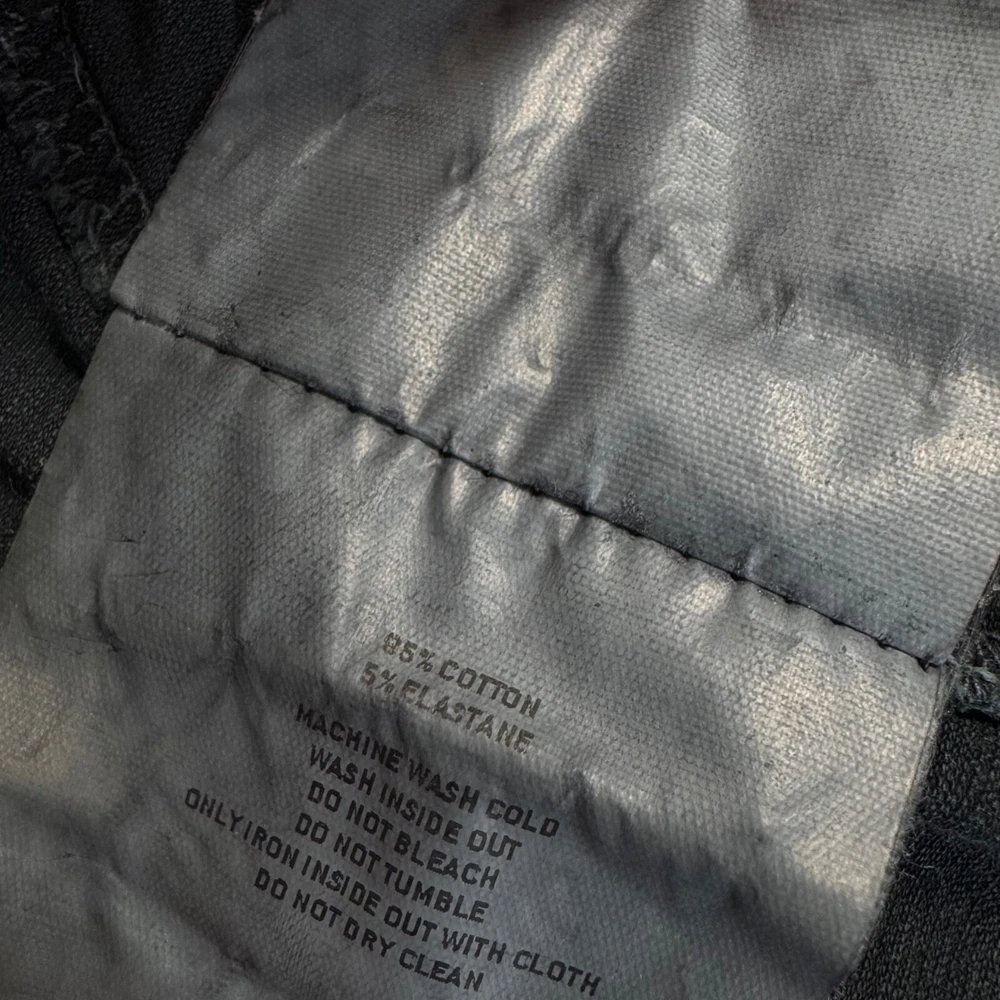 95% COTTON
5% ELASTANE
MACHINE WASH COLD
WASH INSIDE OUT
DO NOT BLEACH
DO NOT TUMBLE
ONLY IRON INSIDE OUT WITH CLOTH
DO NOT DRY CLEAN